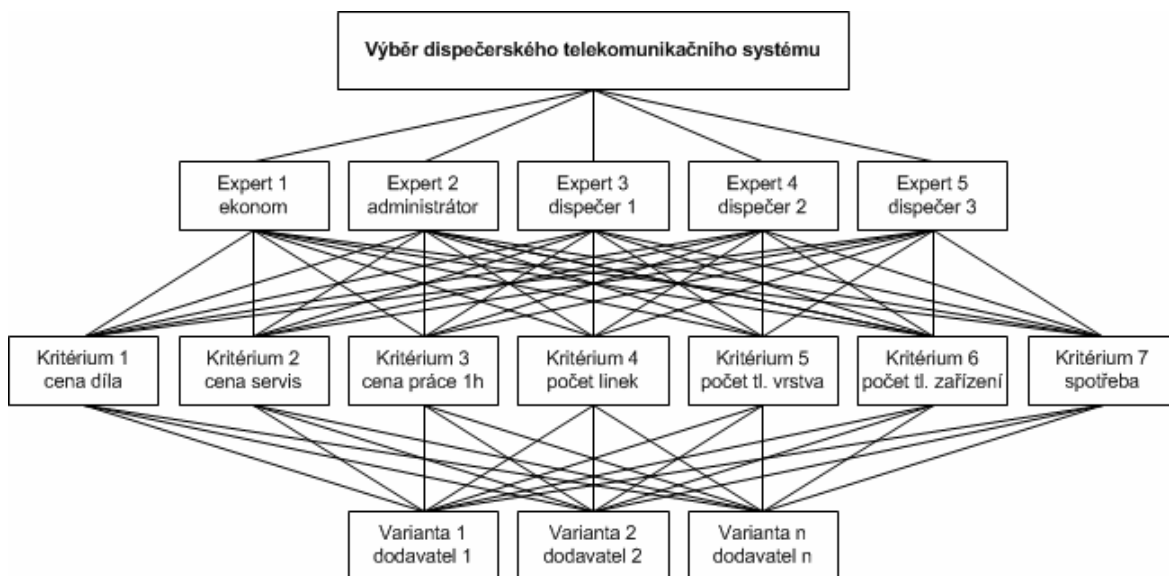 Výběr dispečerského telekomunikačního systému
Expert 1
ekonom
Expert 2
administrátor
Expert 3
dispečer 1
Expert 4
dispečer 2
Expert 5
dispečer 3
Kritérium 1
cena díla
Kritérium 2
cena servis
Kritérium 3
cena práce 1h
Kritérium 4
počet linek
Kritérium 5
počet tl. vrstva
Kritérium 6
počet tl. zařízení
Kritérium 7
spotřeba
Varianta 1
dodavatel 1
Varianta 2
dodavatel 2
Varianta n
dodavatel n